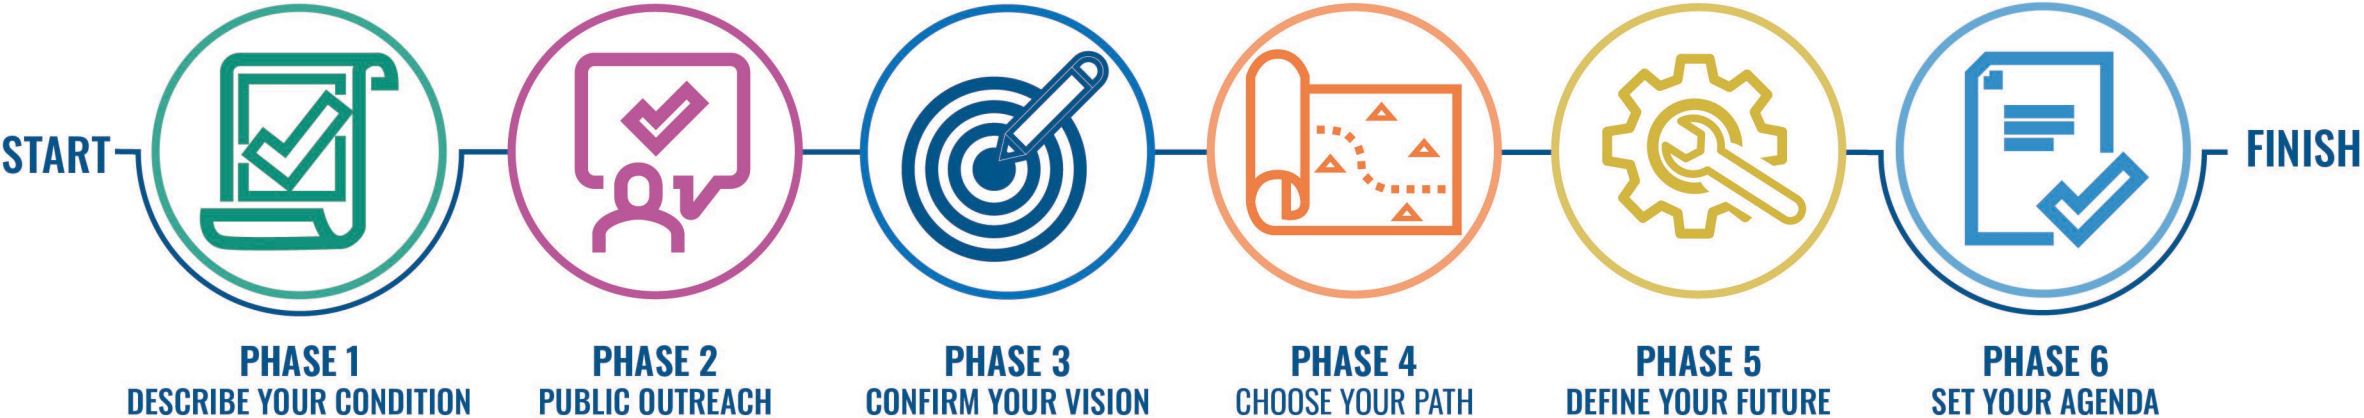 START
FINISH
PHASE 1
DESCRIBE YOUR CONDITION
PHASE 2
PUBLIC OUTREACH
PHASE 3
CONFIRM YOUR VISION
PHASE 4
CHOOSE YOUR PATH
PHASE 5
DEFINE YOUR FUTURE
PHASE 6
SET YOUR AGENDA